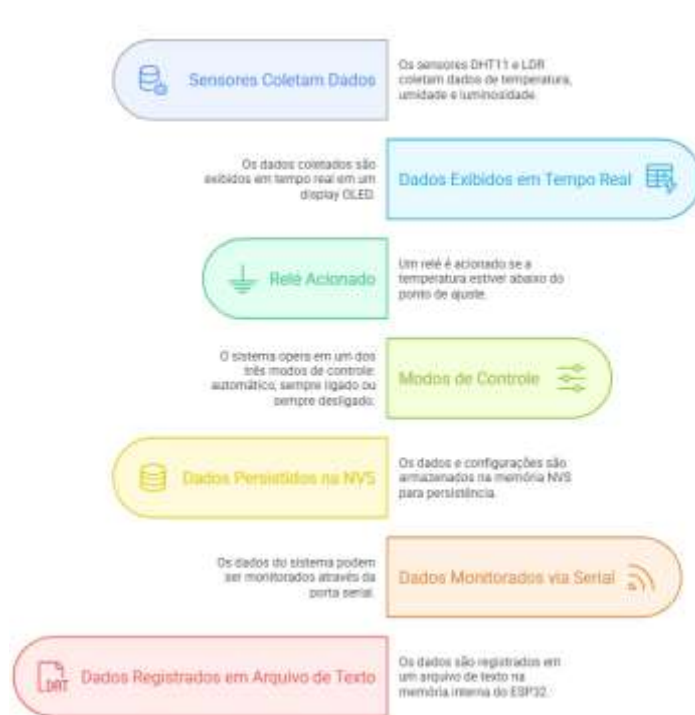 Sensores Coletam Dados
Os sensores DHT11 e LDR
coletam dados de temperatura,
umidade e luminosidade.
Os dados coletados são
exibidos em tempo real em um
display OLED.
Dados Exibidos em Tempo Real
Relé Acionado
Um relé é acionado se a
temperatura estiver abaixo do
ponto de ajuste.
O sistema opera em um dos
três modos de controle:
automático, sempre ligado ou
sempre desligado.
Modos de Controle
Dados Persistidos na NVS
Os dados e configurações são
armazenados na memória NVS
para persistência.
Os dados do sistema podem
ser monitorados através da
porta serial.
Dados Monitorados via Serial
DAT
Dados Registrados em Arquivo de Texto
Os dados são registrados em
um arquivo de texto na
memória interna do ESP32.